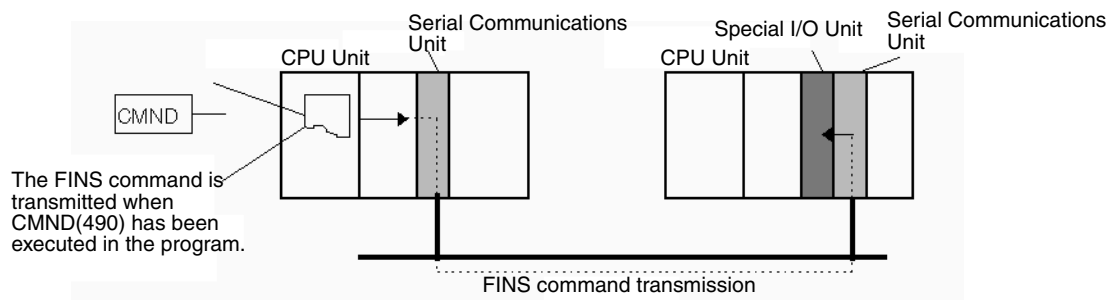 Serial Communications
Unit
CPU Unit
Special I/O Unit
Serial Communications
Unit
CPU Unit
CMND
The FINS command is
transmitted when
CMND(490) has been
executed in the program.
FINS command transmission